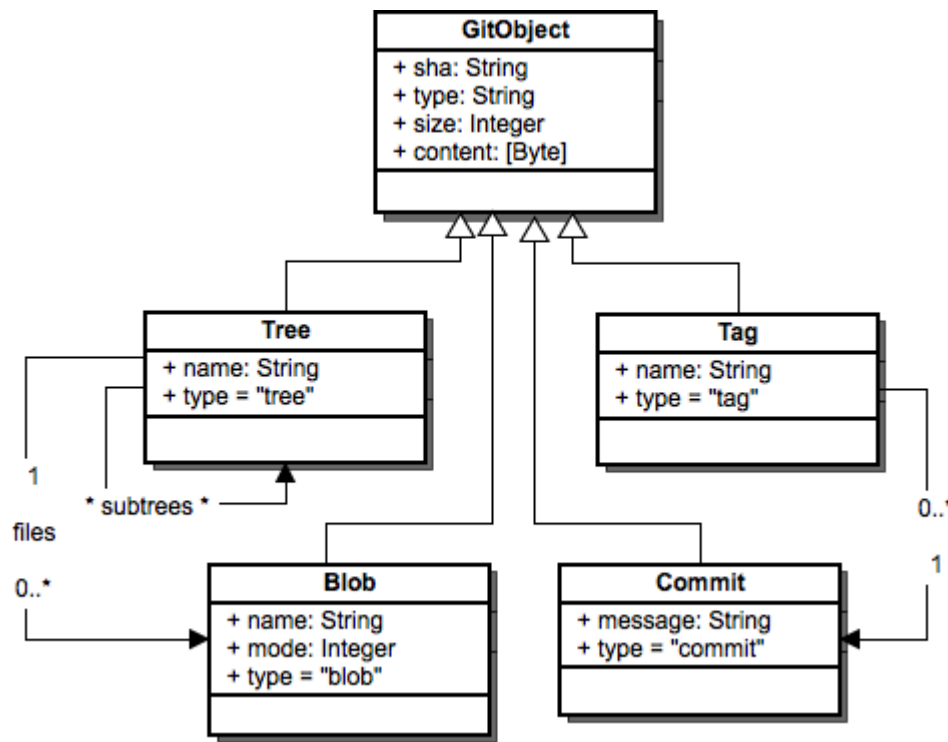 GitObject
+ sha: String
+ type: String
+ size: Integer
+ content: [Byte]
Tree
+ name: String
+ type = "tree"
Tag
+ name: String
+ type = "tag"
1
* subtrees *
files
0..*
0..*
1
Blob
+ name: String
+ mode: Integer
+ type = "blob"
Commit
+ message: String
+ type = "commit"